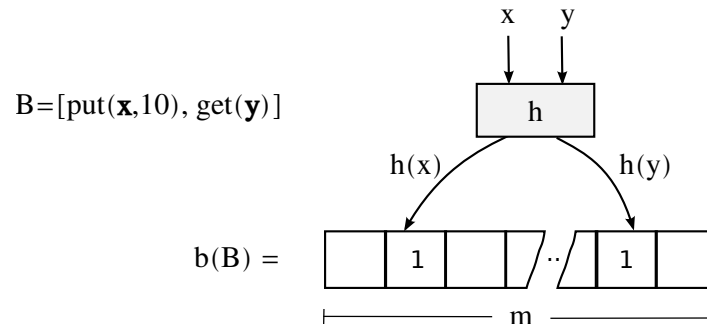 x y
B=[put(x,10), get(y)]
h
h(x) h(y)
b(B) = 1 ·· 1
m